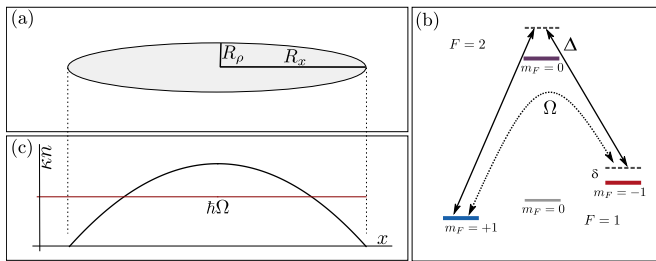 (a)
R_ρ
R_x
(c)
κn
ħΩ
x
(b)
F = 2
Δ
m_F = 0
Ω
δ
m_F = −1
m_F = 0
F = 1
m_F = +1